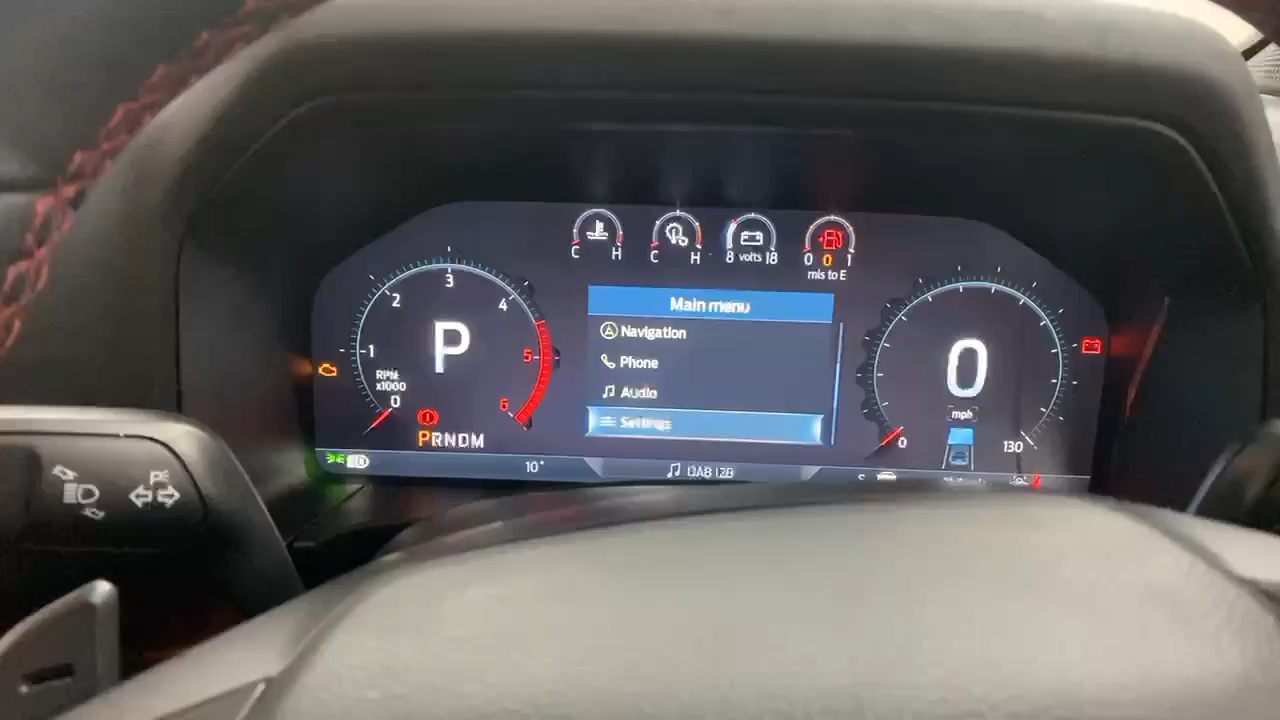 C H
C H
8 volts 18
0 0 1
mls to E
Main menu
Navigation
Phone
Audio
Settings
0
1
2
3
4
5
6
RPM
x1000
P
PRNDM
0
mph
0
130
10°
DAB 12B